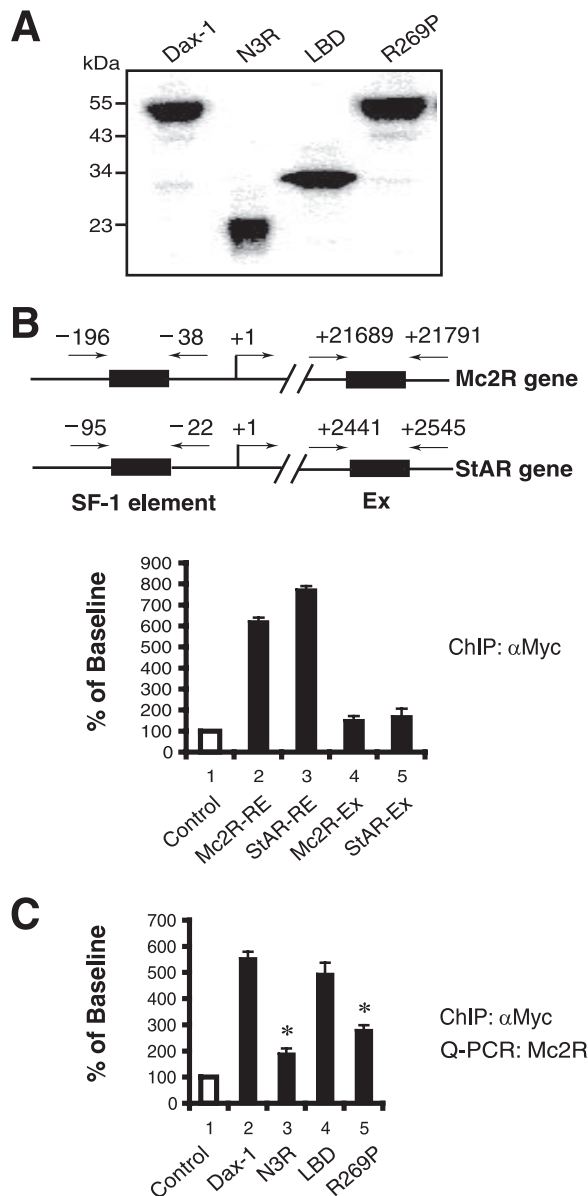 A
Dax-1 N3R LBD R269P
kDa
55
43
34
23
B
−196 −38 +1 +21689 +21791
Mc2R gene
−95 −22 +1 +2441 +2545
StAR gene
SF-1 element Ex
% of Baseline
900
800
700
600
500
400
300
200
100
0
1 2 3 4 5
Control Mc2R-RE StAR-RE Mc2R-Ex StAR-Ex
ChIP: αMyc
C
% of Baseline
700
600
500
400
300
200
100
0
* *
1 2 3 4 5
Control Dax-1 N3R LBD R269P
ChIP: αMyc
Q-PCR: Mc2R